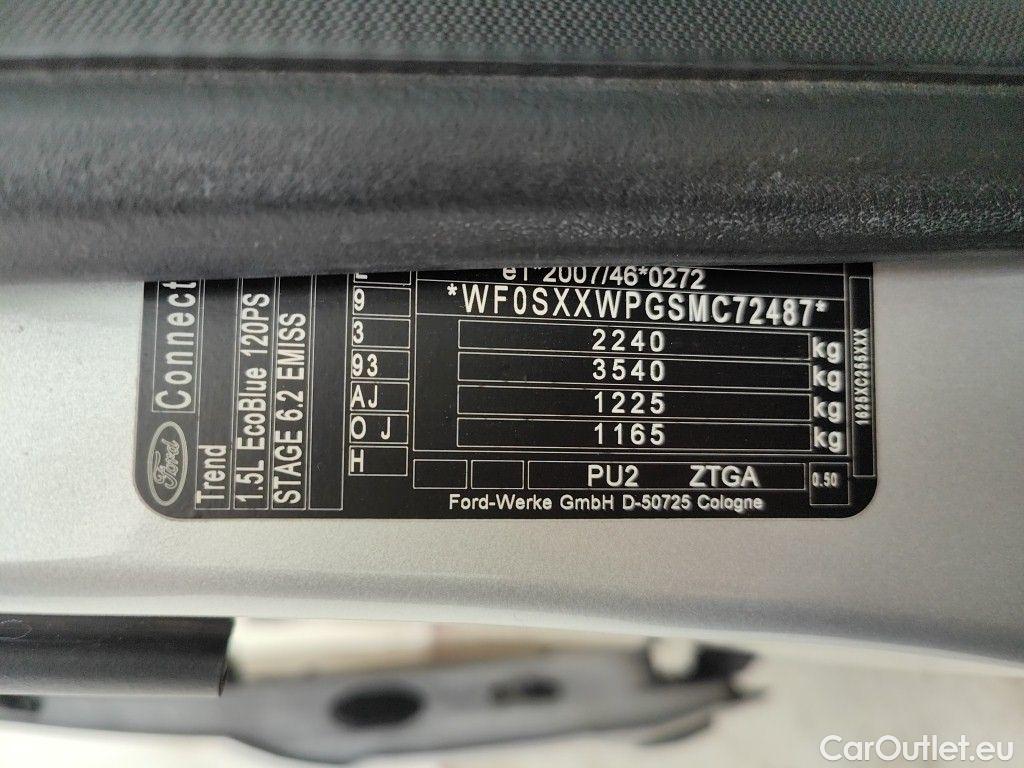 e1*2007/46*0272
*WF0SXXWPGSMC72487*
2240 kg
3540 kg
1225 kg
1165 kg
PU2 ZTGA 0.50
Ford-Werke GmbH D-50725 Cologne
1625XC255XXX
Ford
Connect
Trend
1.5L EcoBlue 120PS
STAGE 6.2 EMISS
9
3
93
AJ
O J
H
CarOutlet.eu